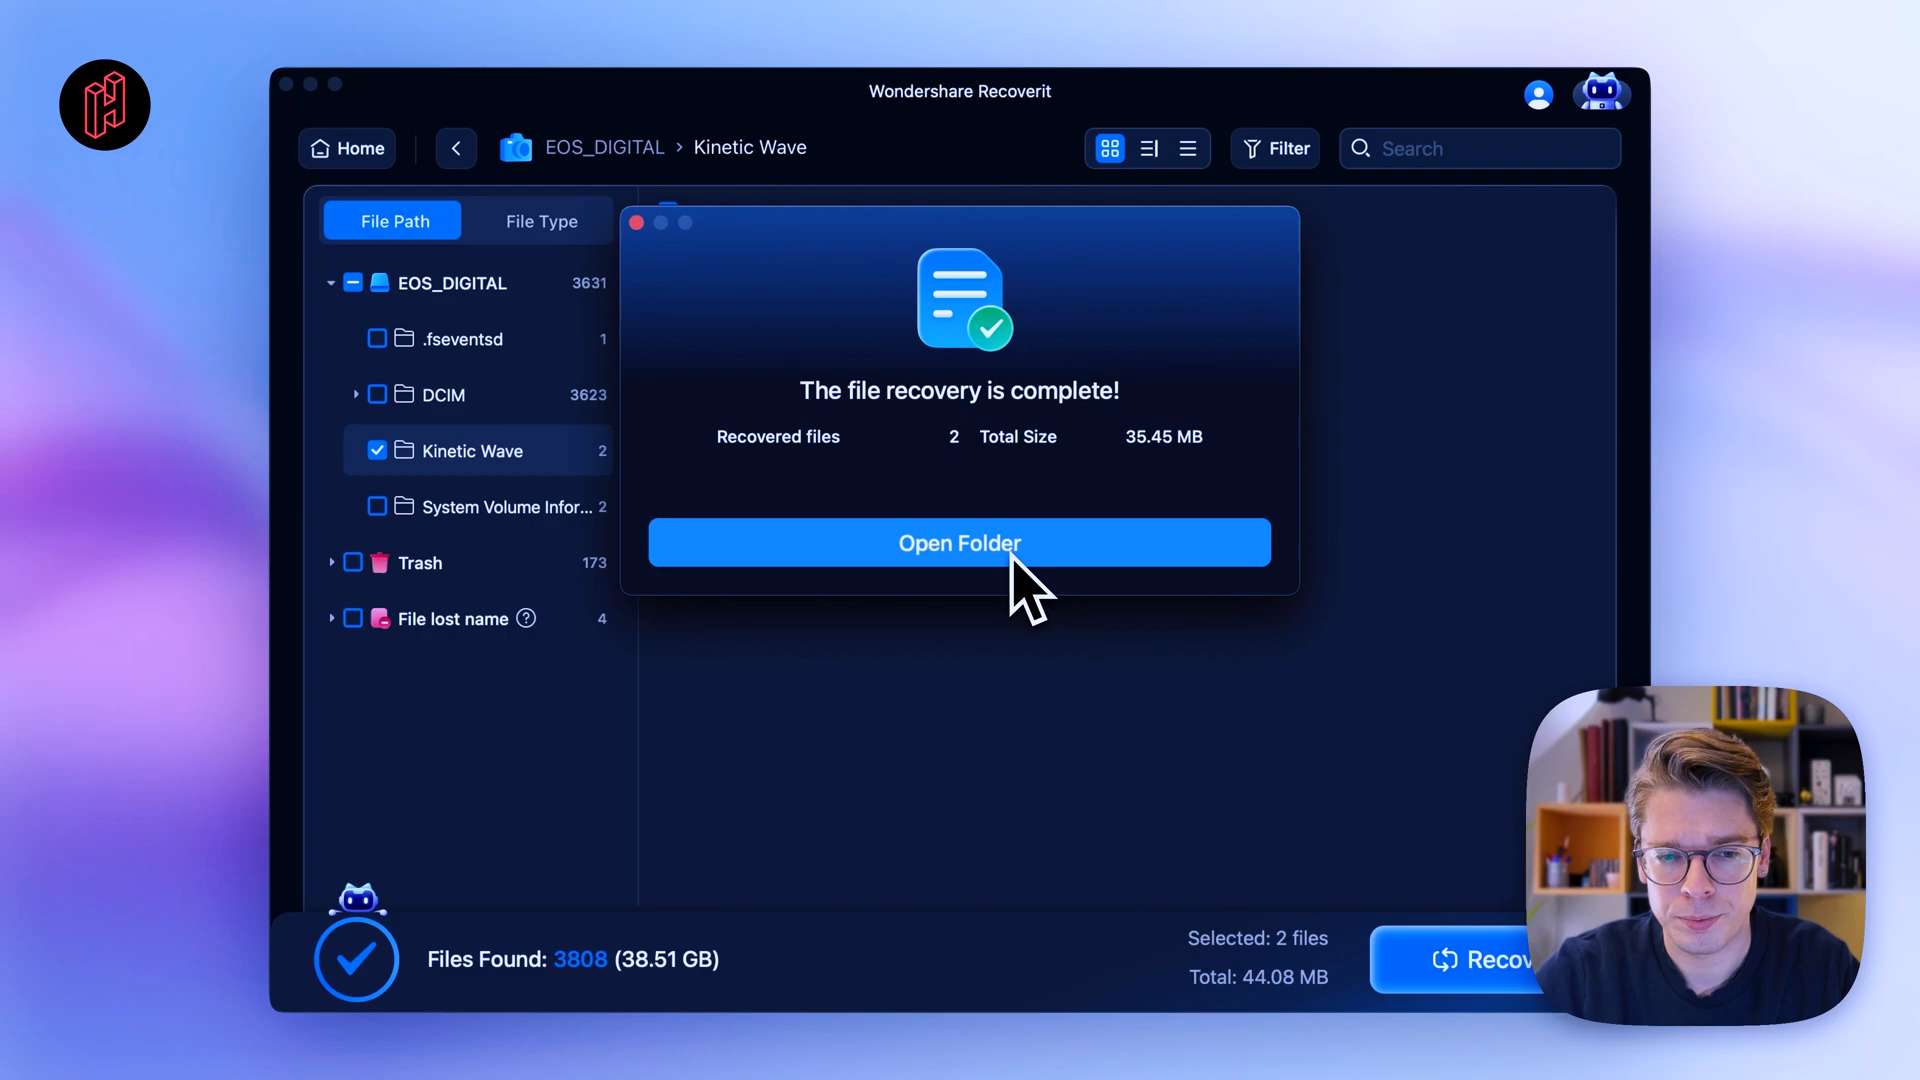 Wondershare Recoverit
Home
EOS_DIGITAL > Kinetic Wave
Filter
Search
File Path
File Type
EOS_DIGITAL 3631
.fseventsd 1
DCIM 3623
Kinetic Wave 2
System Volume Infor... 2
Trash 173
File lost name ? 4
The file recovery is complete!
Recovered files 2 Total Size 35.45 MB
Open Folder
Files Found: 3808 (38.51 GB)
Selected: 2 files
Total: 44.08 MB
Recov